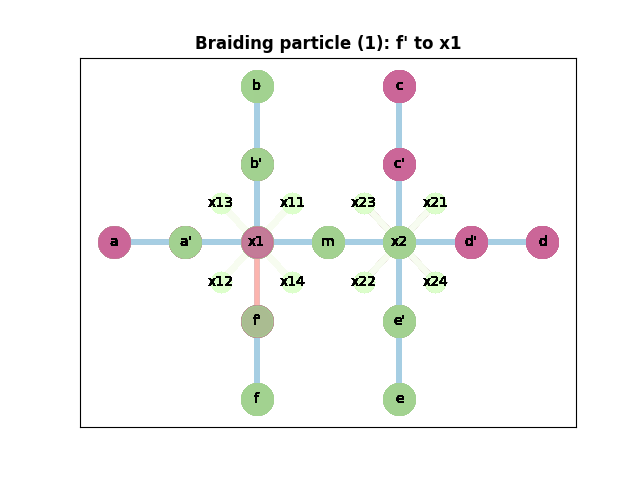 Braiding particle (1): f' to x1
b
c
b'
c'
x13
x11
x23
x21
a
a'
x1
m
x2
d'
d
x12
x14
x22
x24
f'
e'
f
e